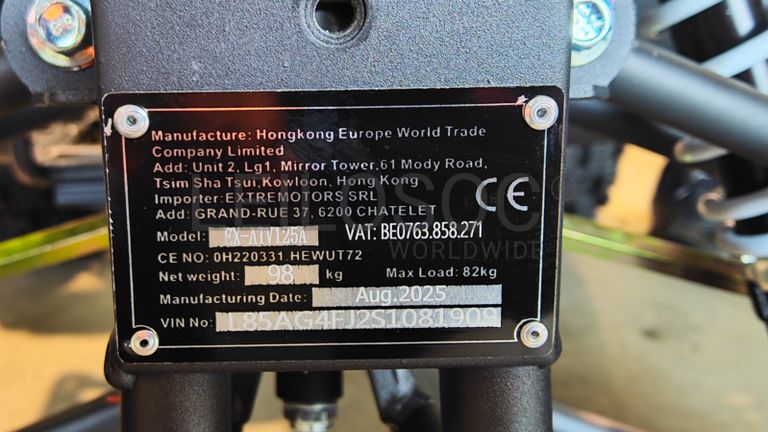 Manufacture: Hongkong Europe World Trade
Company Limited
Add: Unit 2, Lg1, Mirror Tower,61 Mody Road,
Tsim Sha Tsui,Kowloon, Hong Kong
Importer: EXTREMOTORS SRL
Add: GRAND-RUE 37, 6200 CHATELET
CE
Model: SX-ATV125A VAT: BE0763.858.271
CE NO: 0H220331.HEWUT72
Net weight: 98 kg Max Load: 82kg
Manufacturing Date: Aug.2025
VIN No: L85AG4FJ2S1081909
WORLDWIDE